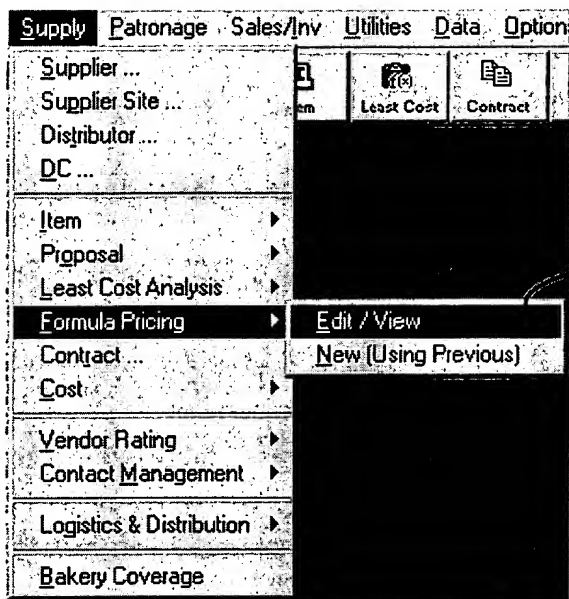 Supply Patronage Sales/Inv Utilities Data Option
Supplier ...
Supplier Site ...
Distributor ...
DC ...
Least Cost Contract
Item
Proposal
Least Cost Analysis
Formula Pricing
Edit / View
New (Using Previous)
Contract ...
Cost
Vendor Rating
Contact Management
Logistics & Distribution
Bakery Coverage